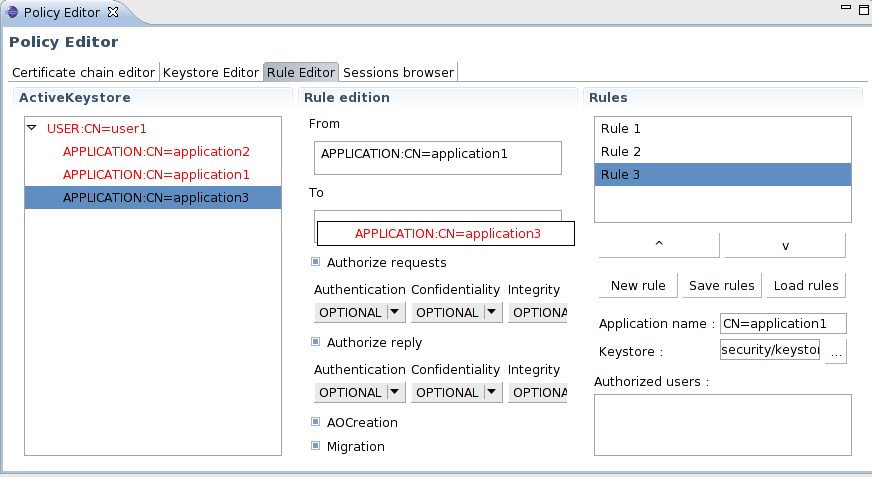 Policy Editor
Policy Editor
Certificate chain editor Keystore Editor Rule Editor Sessions browser
ActiveKeystore
USER:CN=user1
APPLICATION:CN=application2
APPLICATION:CN=application1
APPLICATION:CN=application3
Rule edition
From
APPLICATION:CN=application1
To
APPLICATION:CN=application3
Authorize requests
Authentication Confidentiality Integrity
OPTIONAL OPTIONAL OPTIONA
Authorize reply
Authentication Confidentiality Integrity
OPTIONAL OPTIONAL OPTIONA
AOCreation
Migration
Rules
Rule 1
Rule 2
Rule 3
^ v
New rule Save rules Load rules
Application name : CN=application1
Keystore : security/keystor ...
Authorized users :